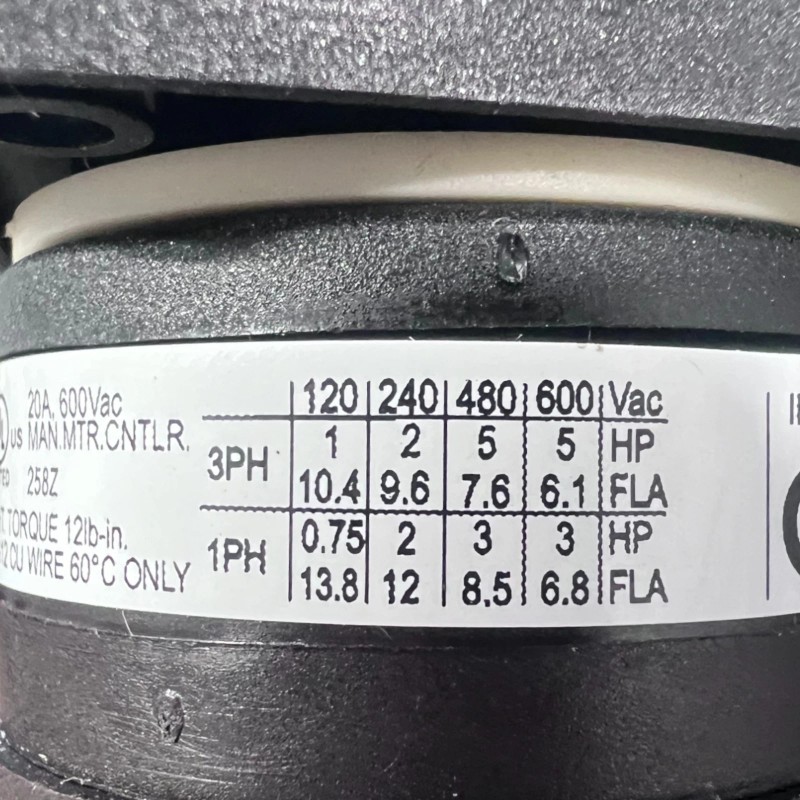 20A, 600Vac
US MAN.MTR.CNTLR.
258Z
TORQUE 12lb-in.
CU WIRE 60°C ONLY
120 240 480 600 Vac
3PH 1 2 5 5 HP
10.4 9.6 7.6 6.1 FLA
1PH 0.75 2 3 3 HP
13.8 12 8.5 6.8 FLA